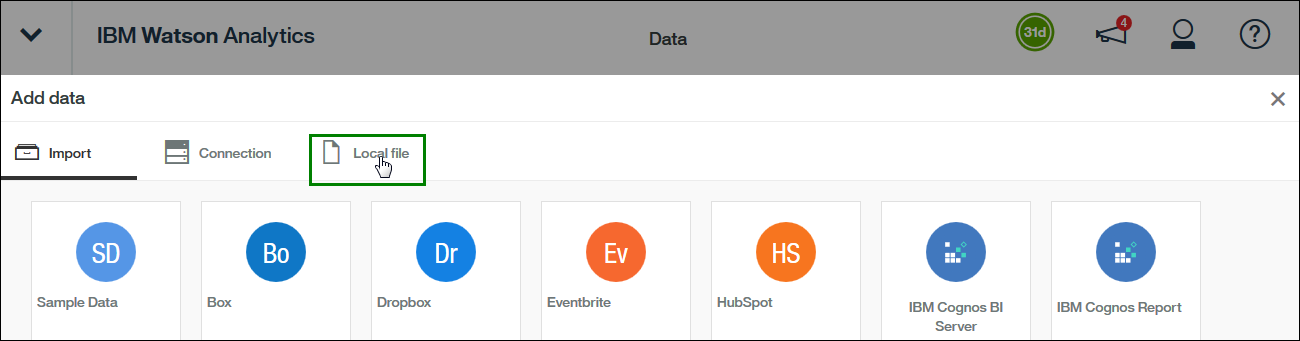 IBM Watson Analytics
Data
31d
4
?
Add data
Import
Connection
Local file
SD
Bo
Dr
Ev
HS
Sample Data
Box
Dropbox
Eventbrite
HubSpot
IBM Cognos BI
Server
IBM Cognos Report